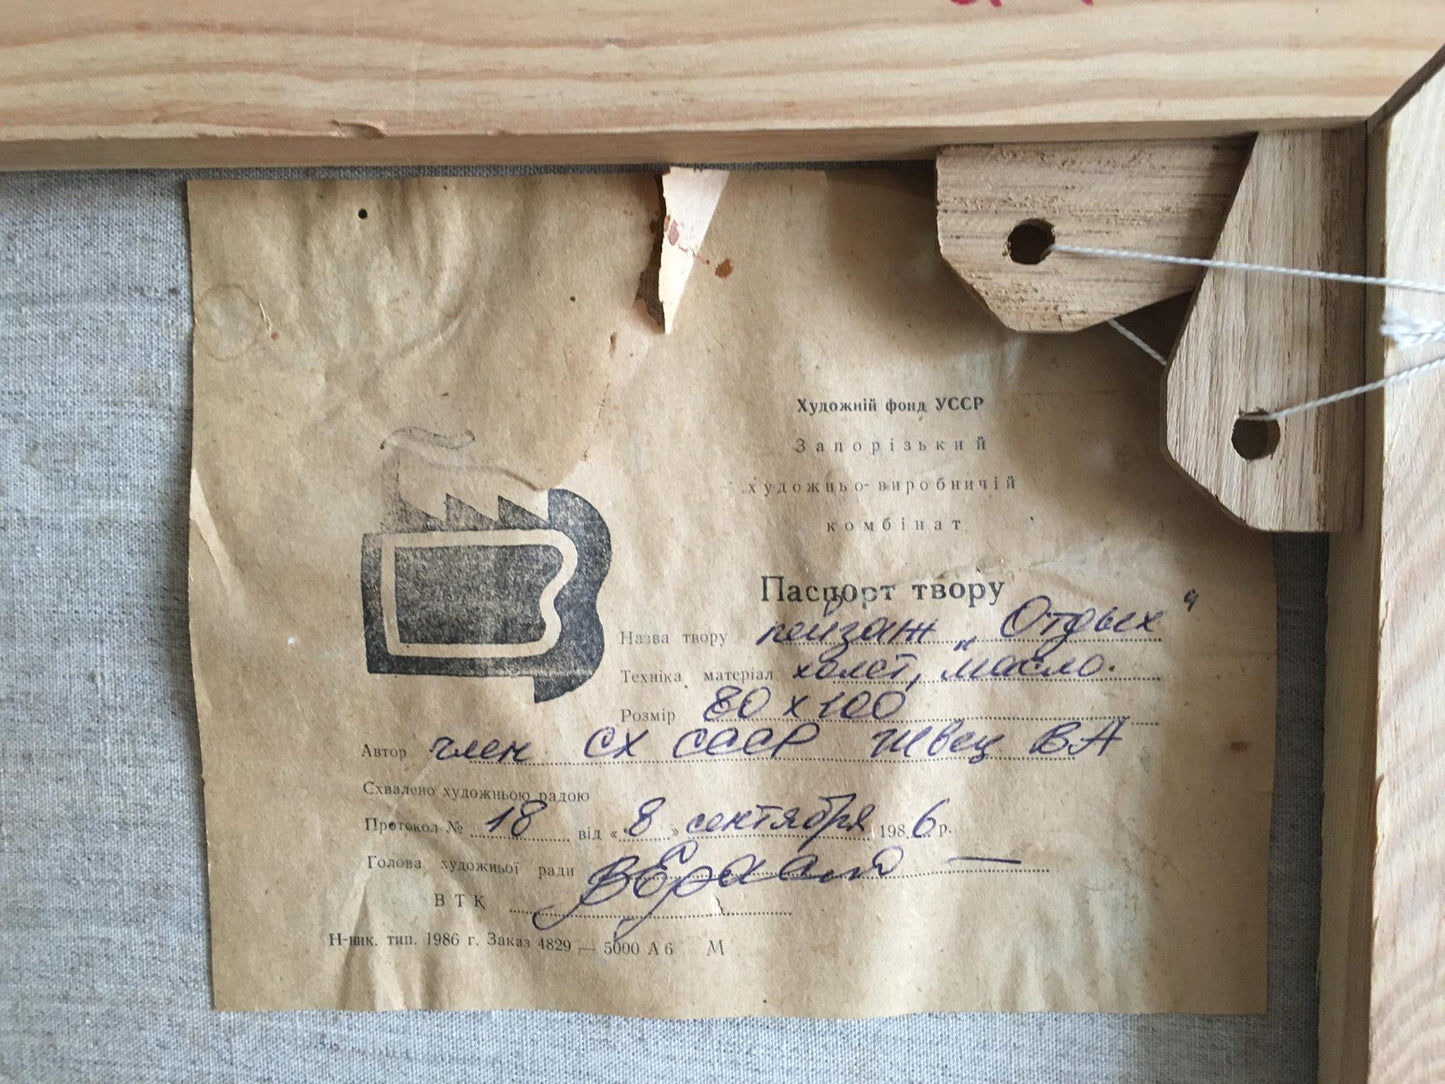 Художній фонд УССР
Запорізький
художньо-виробничій
комбінат
Паспорт твору
Назва твору пейзаж „Отдых“
Техніка матеріал холст, масло.
Розмір 80 х 100
Автор член СХ СССР Швец ВА
Схвалено художньою радою
Протокол № 18 від «8» сентября 1986 р.
Голова художньої ради
ВТК
Н-ник. тип. 1986 г. Заказ 4829 — 5000 А 6 М